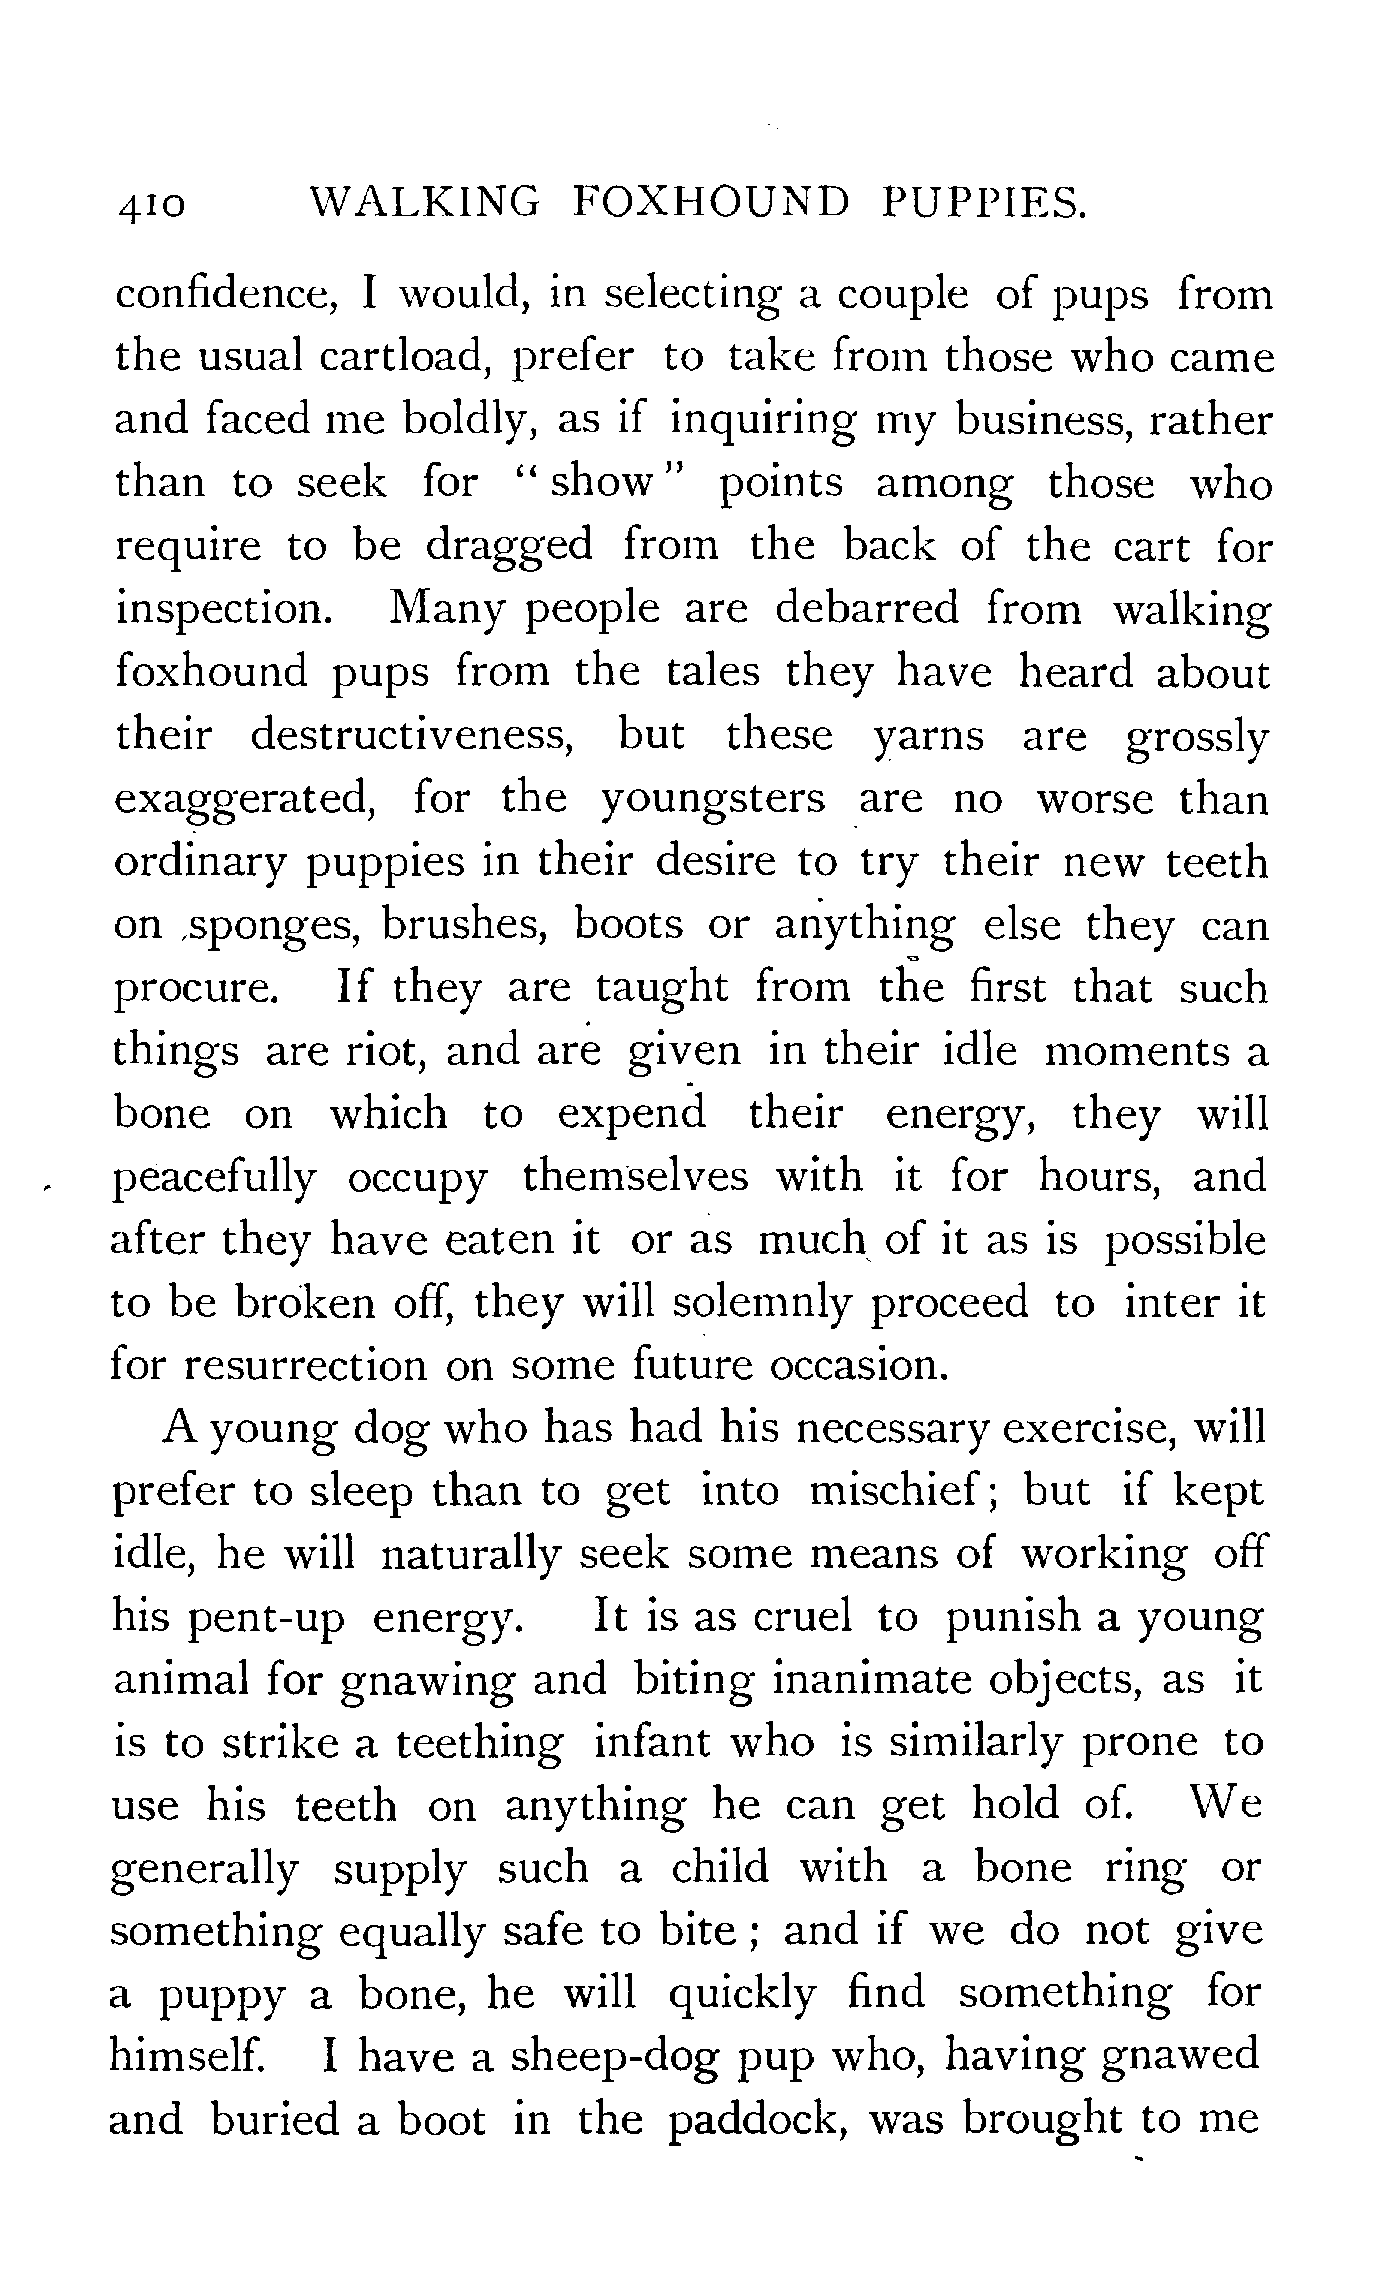 410 WALKING FOXHOUND PUPPIES.
confidence, I would, in selecting a couple of pups from
the usual cartload, prefer to take from those who came
and faced me boldly, as if inquiring my business, rather
than to seek for " show " points among those who
require to be dragged from the back of the cart for
inspection. Many people are debarred from walking
foxhound pups from the tales they have heard about
their destructiveness, but these yarns are grossly
exaggerated, for the youngsters are no worse than
ordinary puppies in their desire to try their new teeth
on sponges, brushes, boots or anything else they can
procure. If they are taught from the first that such
things are riot, and are given in their idle moments a
bone on which to expend their energy, they will
peacefully occupy themselves with it for hours, and
after they have eaten it or as much of it as is possible
to be broken off, they will solemnly proceed to inter it
for resurrection on some future occasion.
A young dog who has had his necessary exercise, will
prefer to sleep than to get into mischief ; but if kept
idle, he will naturally seek some means of working off
his pent-up energy. It is as cruel to punish a young
animal for gnawing and biting inanimate objects, as it
is to strike a teething infant who is similarly prone to
use his teeth on anything he can get hold of. We
generally supply such a child with a bone ring or
something equally safe to bite ; and if we do not give
a puppy a bone, he will quickly find something for
himself. I have a sheep-dog pup who, having gnawed
and buried a boot in the paddock, was brought to me